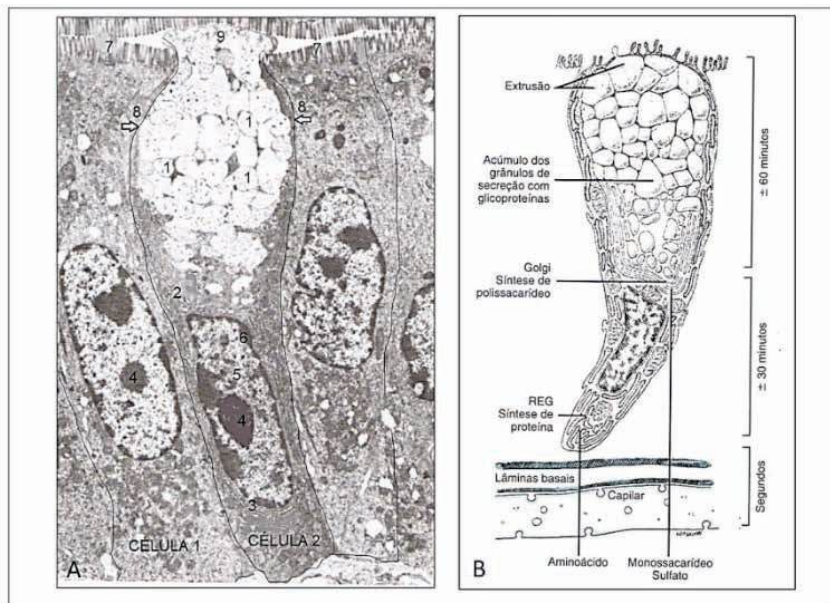 9
7
7
8
8
1
1
1
2
6
5
4
4
3
CÉLULA 1
CÉLULA 2
A
Extrusão
Acúmulo dos
grânulos de
secreção com
glicoproteínas
Golgi
Síntese de
polissacarídeo
REG
Síntese de
proteína
Lâminas basais
Capilar
Aminoácido
Monossacarídeo
Sulfato
± 60 minutos
± 30 minutos
Segundos
B